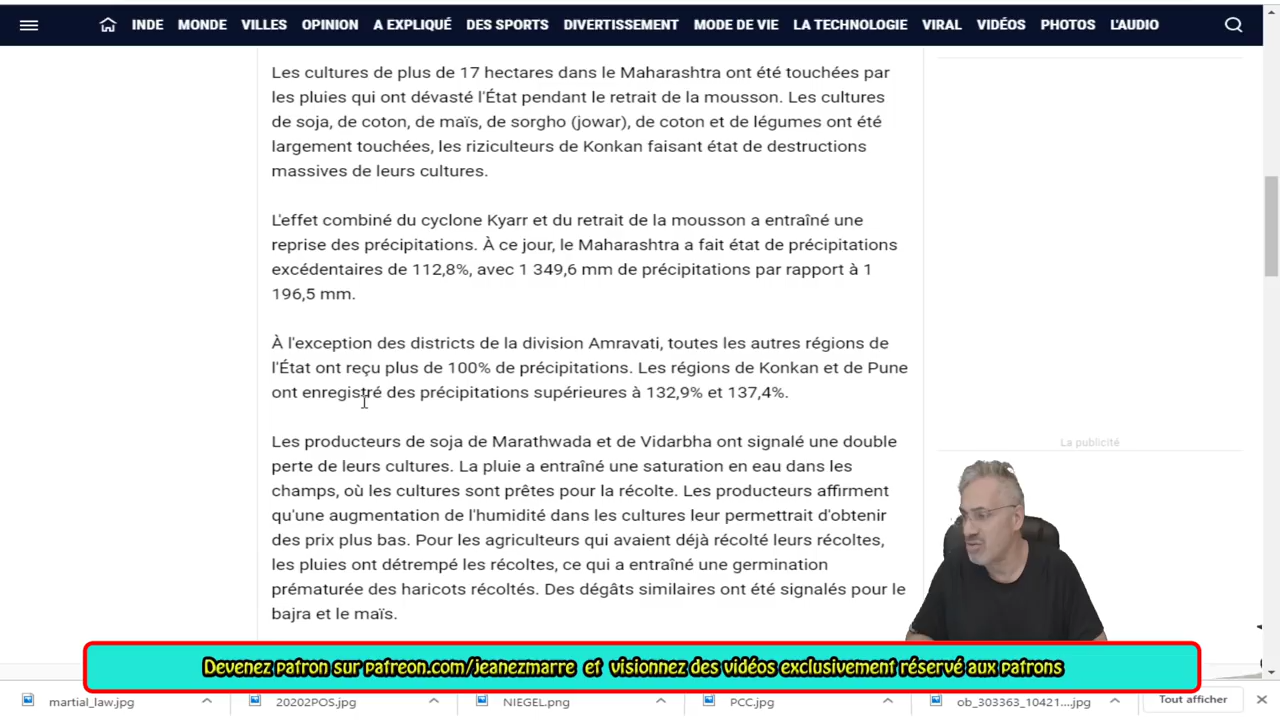 INDE MONDE VILLES OPINION A EXPLIQUÉ DES SPORTS DIVERTISSEMENT MODE DE VIE LA TECHNOLOGIE VIRAL VIDÉOS PHOTOS L'AUDIO
Les cultures de plus de 17 hectares dans le Maharashtra ont été touchées par
les pluies qui ont dévasté l'État pendant le retrait de la mousson. Les cultures
de soja, de coton, de maïs, de sorgho (jowar), de coton et de légumes ont été
largement touchées, les riziculteurs de Konkan faisant état de destructions
massives de leurs cultures.
L'effet combiné du cyclone Kyarr et du retrait de la mousson a entraîné une
reprise des précipitations. À ce jour, le Maharashtra a fait état de précipitations
excédentaires de 112,8%, avec 1 349,6 mm de précipitations par rapport à 1
196,5 mm.
À l'exception des districts de la division Amravati, toutes les autres régions de
l'État ont reçu plus de 100% de précipitations. Les régions de Konkan et de Pune
ont enregistré des précipitations supérieures à 132,9% et 137,4%.
Les producteurs de soja de Marathwada et de Vidarbha ont signalé une double
perte de leurs cultures. La pluie a entraîné une saturation en eau dans les
champs, où les cultures sont prêtes pour la récolte. Les producteurs affirment
qu'une augmentation de l'humidité dans les cultures leur permettrait d'obtenir
des prix plus bas. Pour les agriculteurs qui avaient déjà récolté leurs récoltes,
les pluies ont détrempé les récoltes, ce qui a entraîné une germination
prématurée des haricots récoltés. Des dégâts similaires ont été signalés pour le
bajra et le maïs.
La publicité
Devenez patron sur patreon.com/jeanezmarre et visionnez des vidéos exclusivement réservé aux patrons
martial_law.jpg 20202POS.jpg NIEGEL.png PCC.jpg ob_303363_10421....jpg Tout afficher